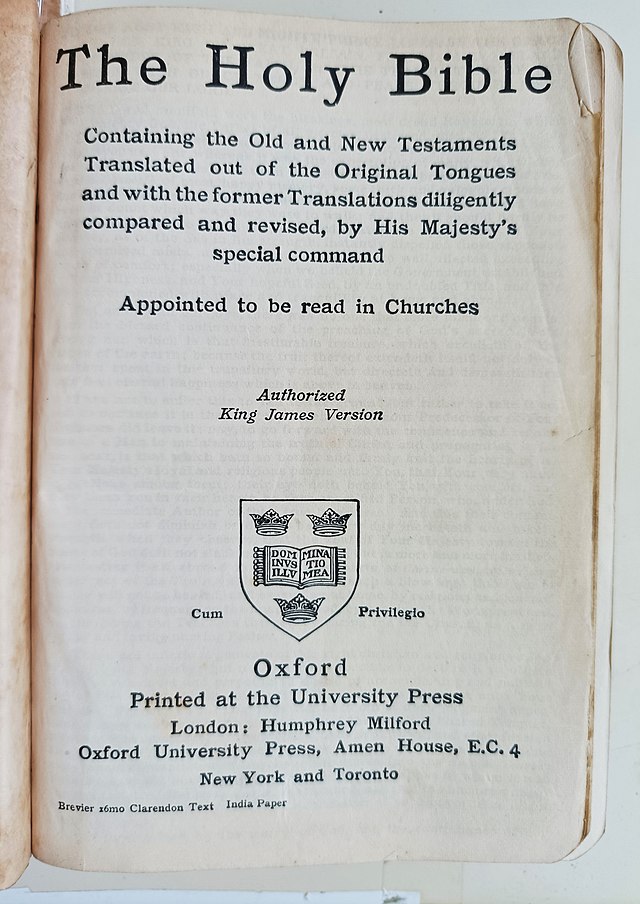 The Holy Bible
Containing the Old and New Testaments
Translated out of the Original Tongues
and with the former Translations diligently
compared and revised, by His Majesty's
special command
Appointed to be read in Churches
Authorized
King James Version
DOM MINA
INVS TIO
ILLV MEA
Cum Privilegio
Oxford
Printed at the University Press
London: Humphrey Milford
Oxford University Press, Amen House, E.C. 4
New York and Toronto
Brevier 16mo Clarendon Text India Paper